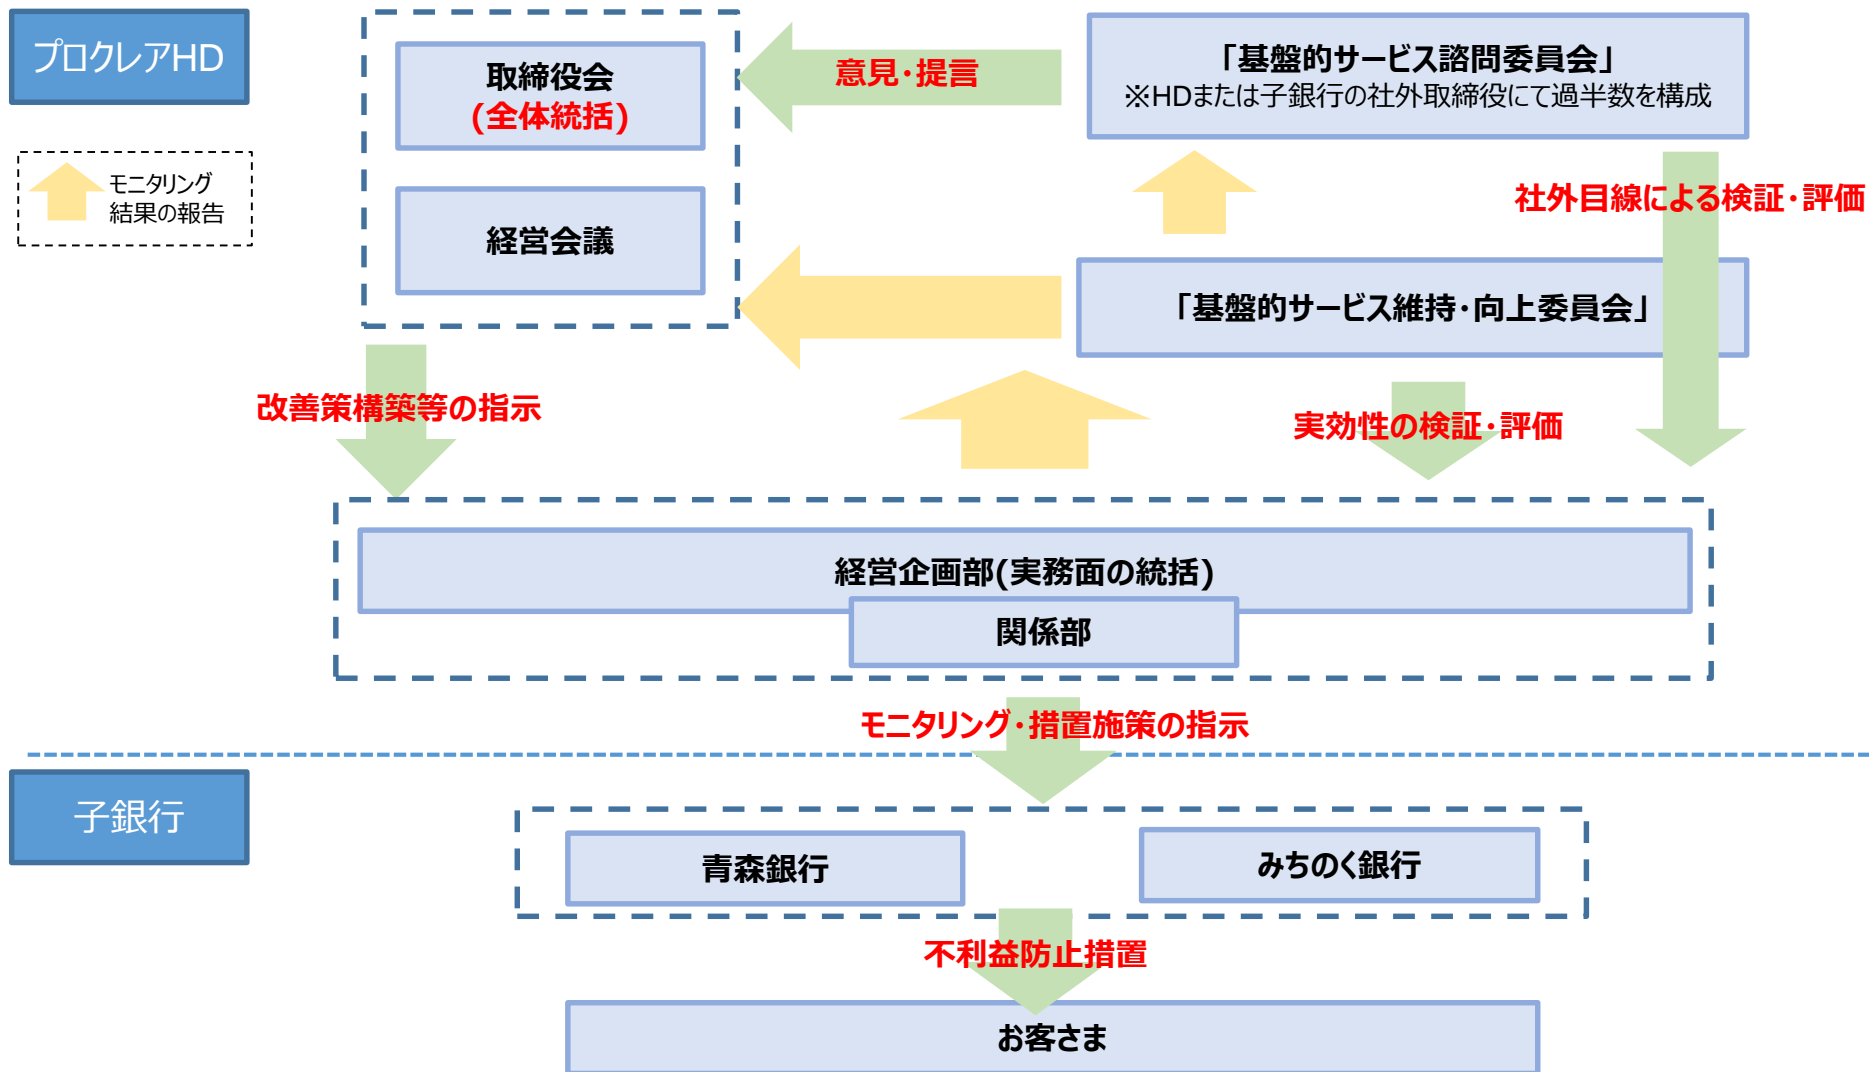 プロクレアHD
取締役会
(全体統括)
意見・提言
「基盤的サービス諮問委員会」
※HDまたは子銀行の社外取締役にて過半数を構成
モニタリング
結果の報告
社外目線による検証・評価
経営会議
「基盤的サービス維持・向上委員会」
改善策構築等の指示
実効性の検証・評価
経営企画部(実務面の統括)
関係部
モニタリング・措置施策の指示
子銀行
青森銀行
みちのく銀行
不利益防止措置
お客さま